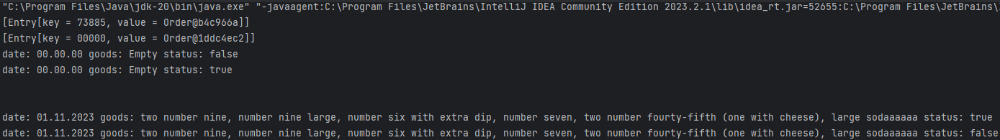 "C:\Program Files\Java\jdk-20\bin\java.exe" "-javaagent:C:\Program Files\JetBrains\IntelliJ IDEA Community Edition 2023.2.1\lib\idea_rt.jar=52655:C:\Program Files\JetBrains\
[Entry[key = 73885, value = Order@b4c966a]]
[Entry[key = 00000, value = Order@1ddc4ec2]]
date: 00.00.00 goods: Empty status: false
date: 00.00.00 goods: Empty status: true
date: 01.11.2023 goods: two number nine, number nine large, number six with extra dip, number seven, two number fourty-fifth (one with cheese), large sodaaaaaa status: true
date: 01.11.2023 goods: two number nine, number nine large, number six with extra dip, number seven, two number fourty-fifth (one with cheese), large sodaaaaaa status: false